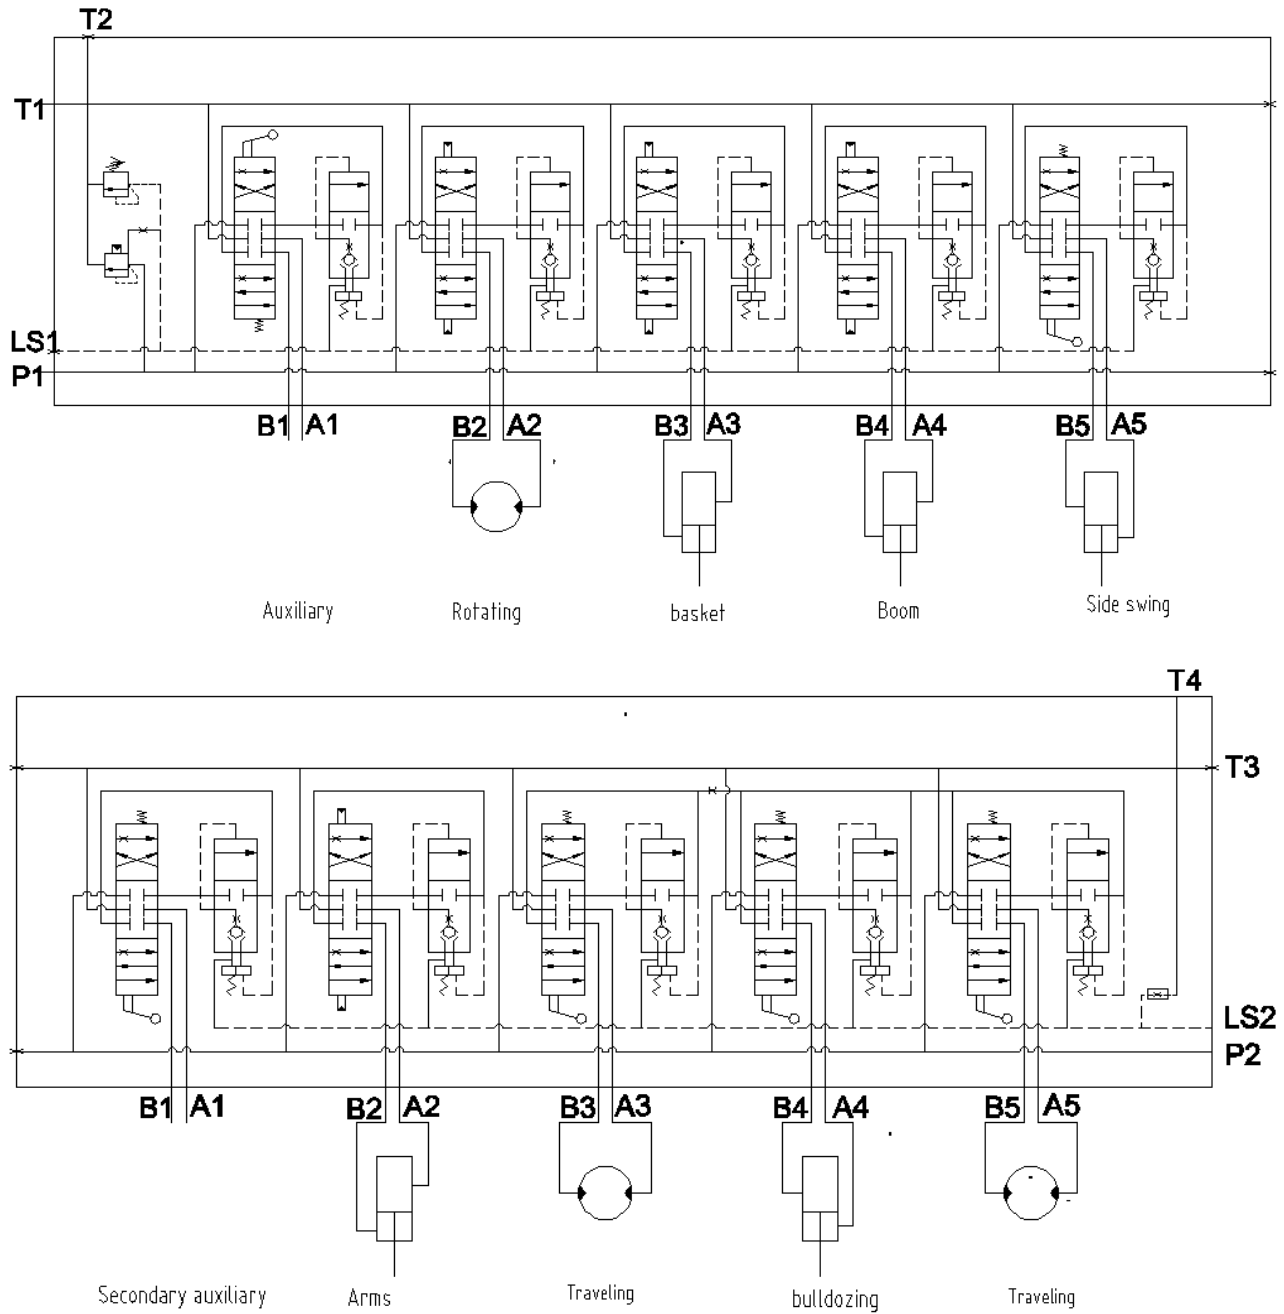 T2
T1
LS1
P1
B1 A1 B2 A2 B3 A3 B4 A4 B5 A5
Auxiliary Rotating basket Boom Side swing
T4
T3
LS2
P2
B1 A1 B2 A2 B3 A3 B4 A4 B5 A5
Secondary auxiliary Arms Traveling bulldozing Traveling